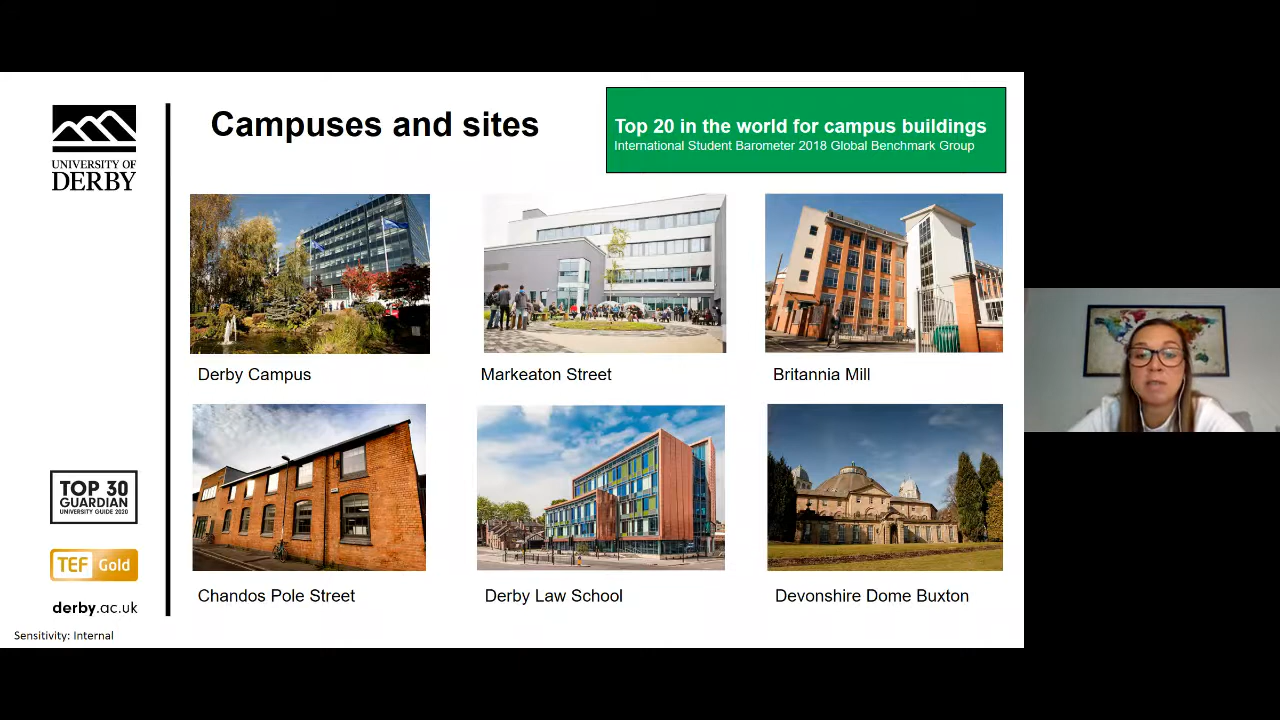 UNIVERSITY OF
DERBY
Campuses and sites
Top 20 in the world for campus buildings
International Student Barometer 2018 Global Benchmark Group
Derby Campus
Markeaton Street
Britannia Mill
Chandos Pole Street
Derby Law School
Devonshire Dome Buxton
TOP 30
GUARDIAN
UNIVERSITY GUIDE 2020
TEF Gold
derby.ac.uk
Sensitivity: Internal